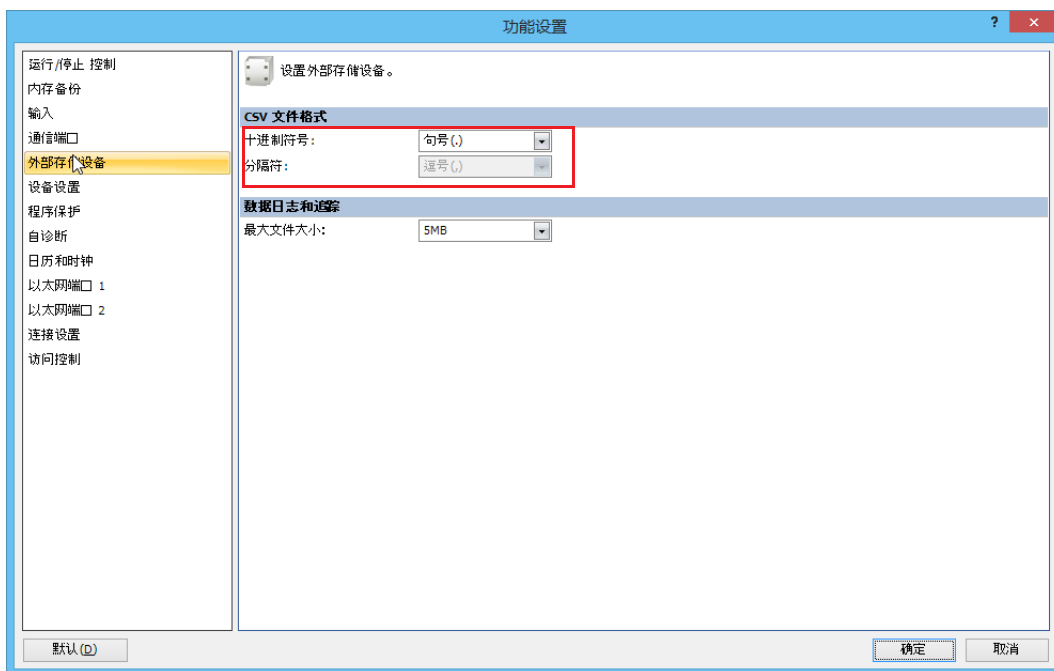 功能设置
?
运行/停止 控制
内存备份
输入
通信端口
外部存储设备
设备设置
程序保护
自诊断
日历和时钟
以太网端口 1
以太网端口 2
连接设置
访问控制
设置外部存储设备。
CSV 文件格式
十进制符号: 句号(.)
分隔符: 逗号(,)
数据日志和追踪
最大文件大小: 5MB
默认(D)
确定
取消